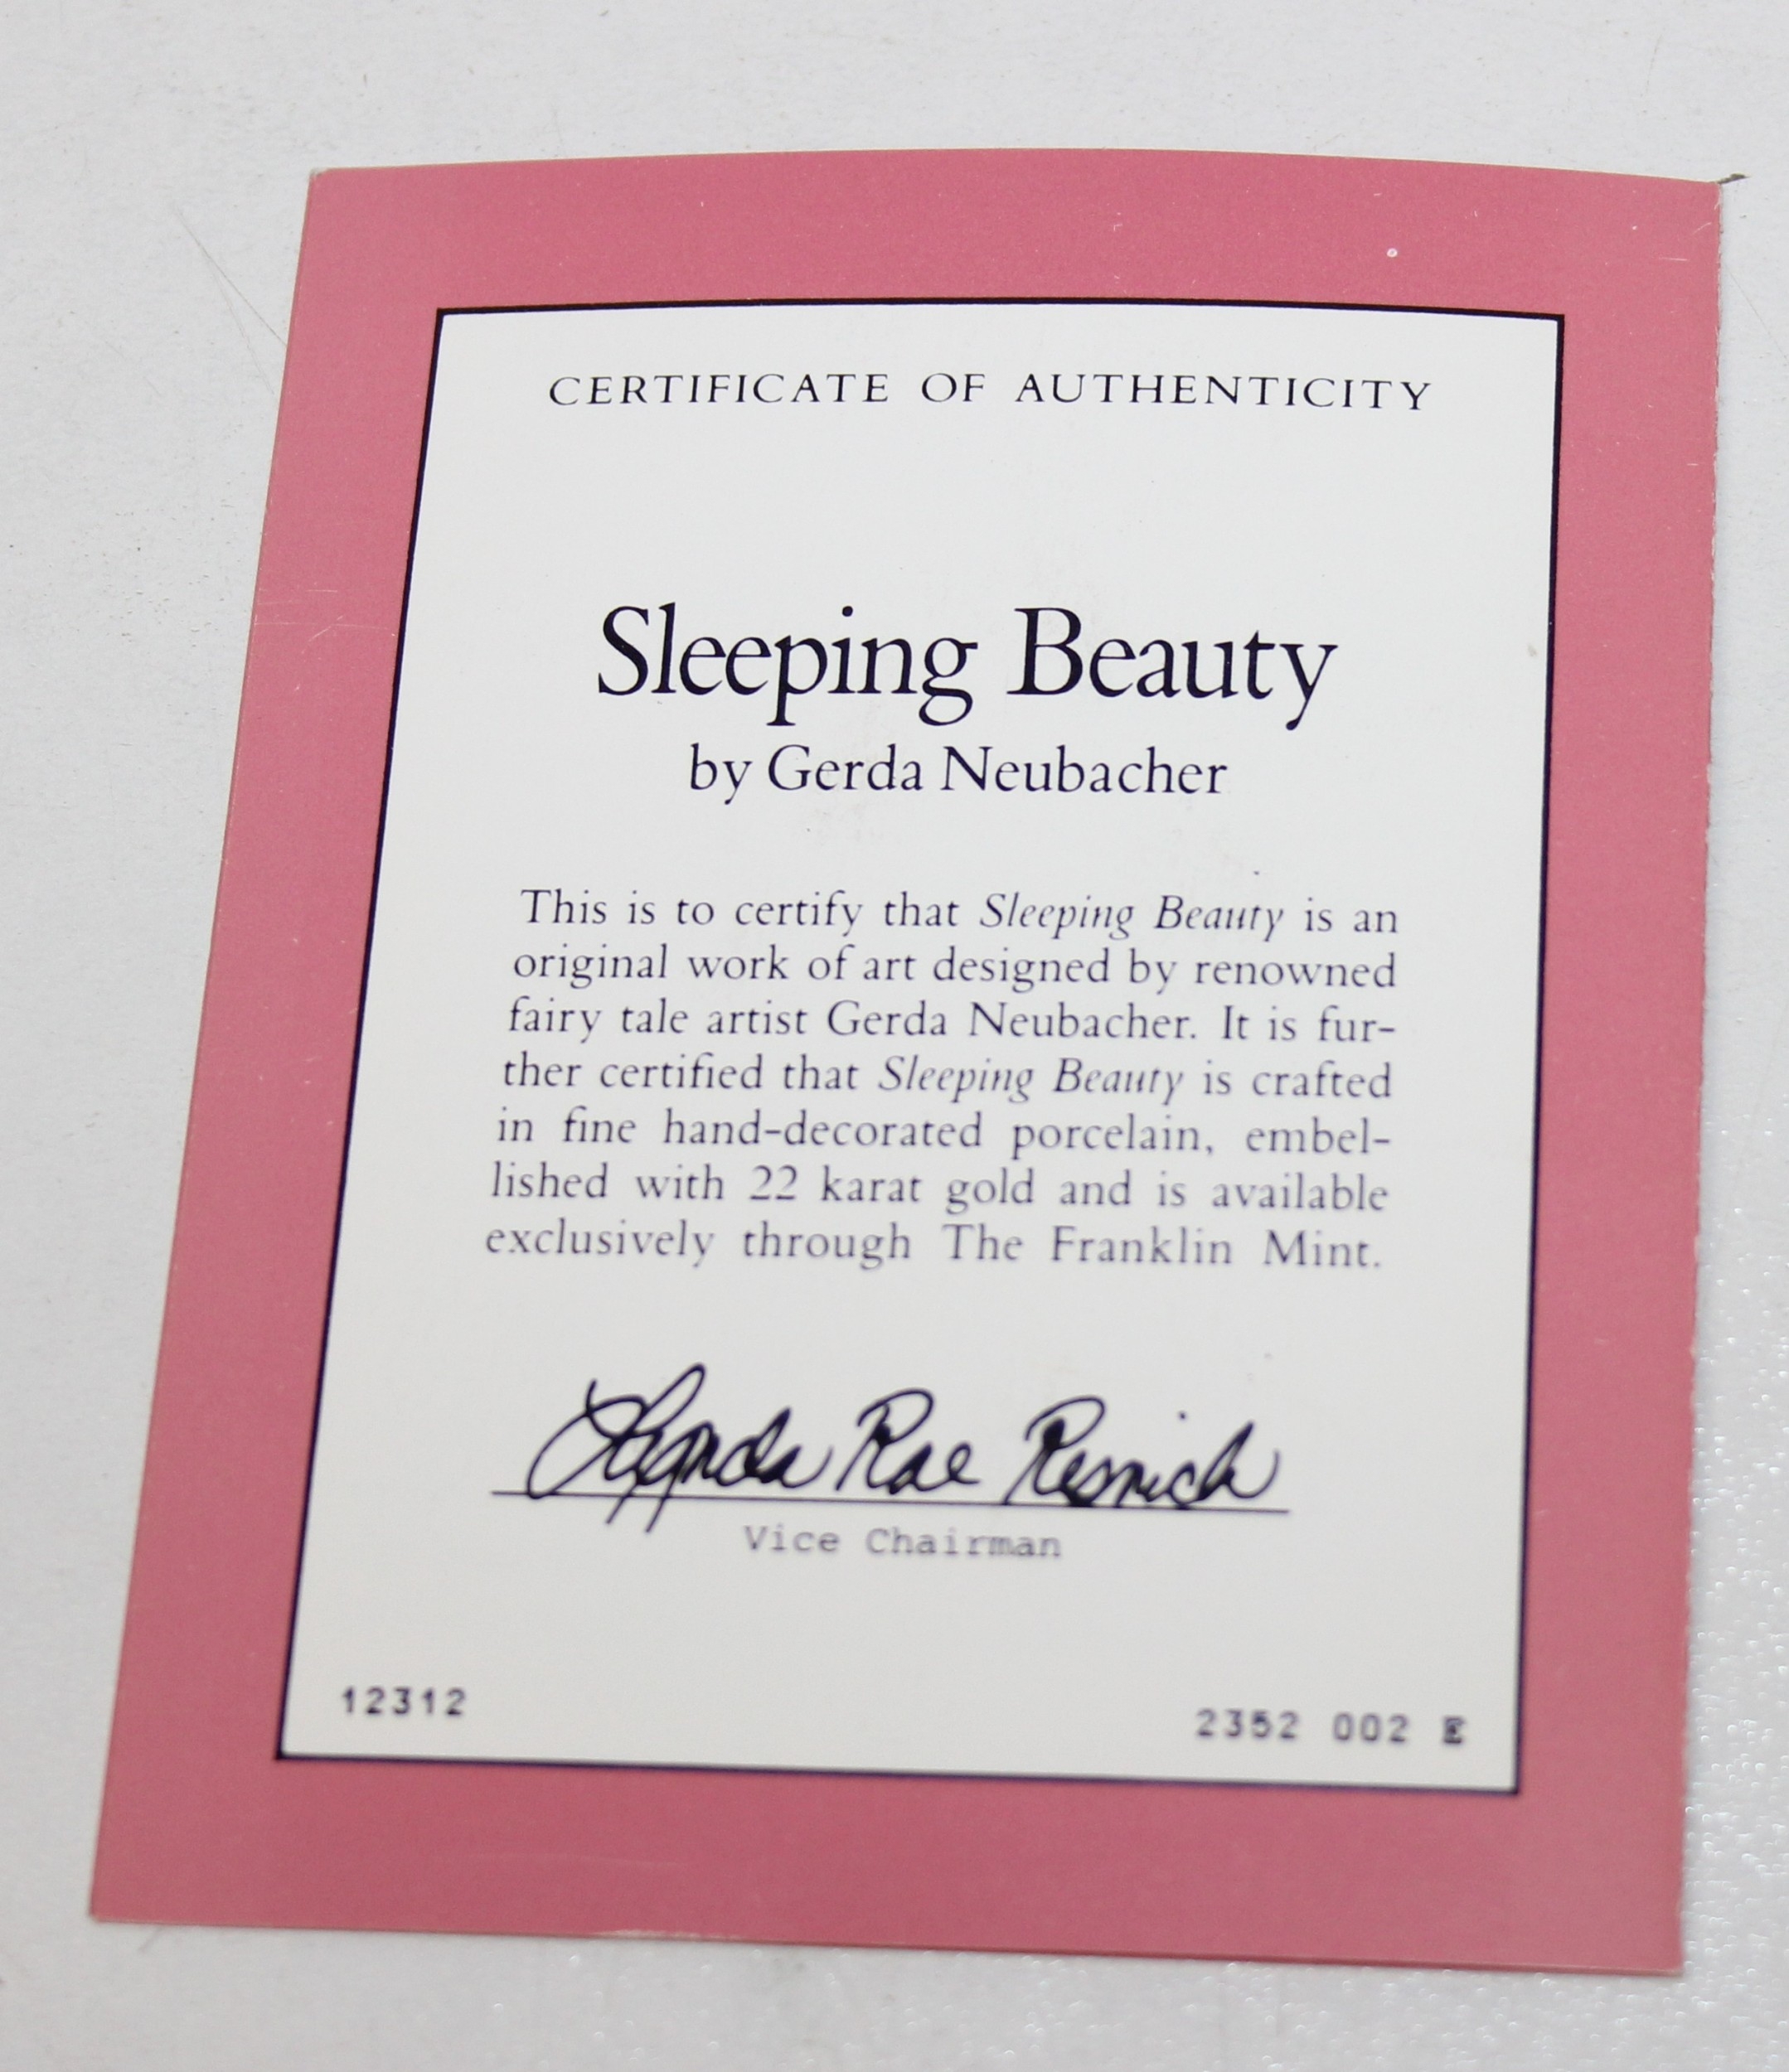 CERTIFICATE OF AUTHENTICITY
Sleeping Beauty
by Gerda Neubacher
This is to certify that Sleeping Beauty is an
original work of art designed by renowned
fairy tale artist Gerda Neubacher. It is fur-
ther certified that Sleeping Beauty is crafted
in fine hand-decorated porcelain, embel-
lished with 22 karat gold and is available
exclusively through The Franklin Mint.
Lynda Rae Resnick
Vice Chairman
12312
2352 002 E